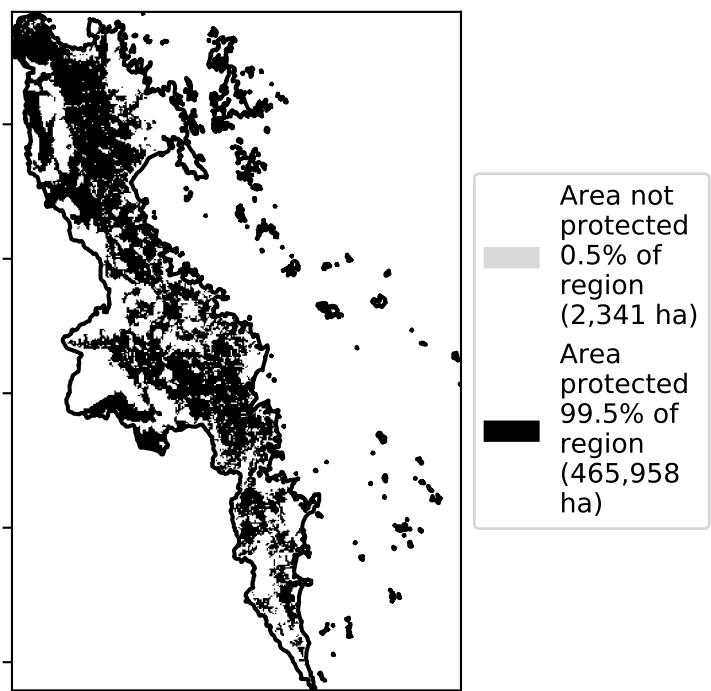 Area not
protected
0.5% of
region
(2,341 ha)
Area
protected
99.5% of
region
(465,958
ha)